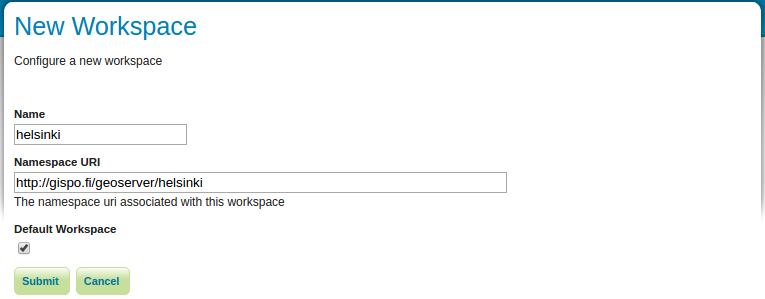 New Workspace
Configure a new workspace
Name
helsinki
Namespace URI
http://gispo.fi/geoserver/helsinki
The namespace uri associated with this workspace
Default Workspace
Submit Cancel